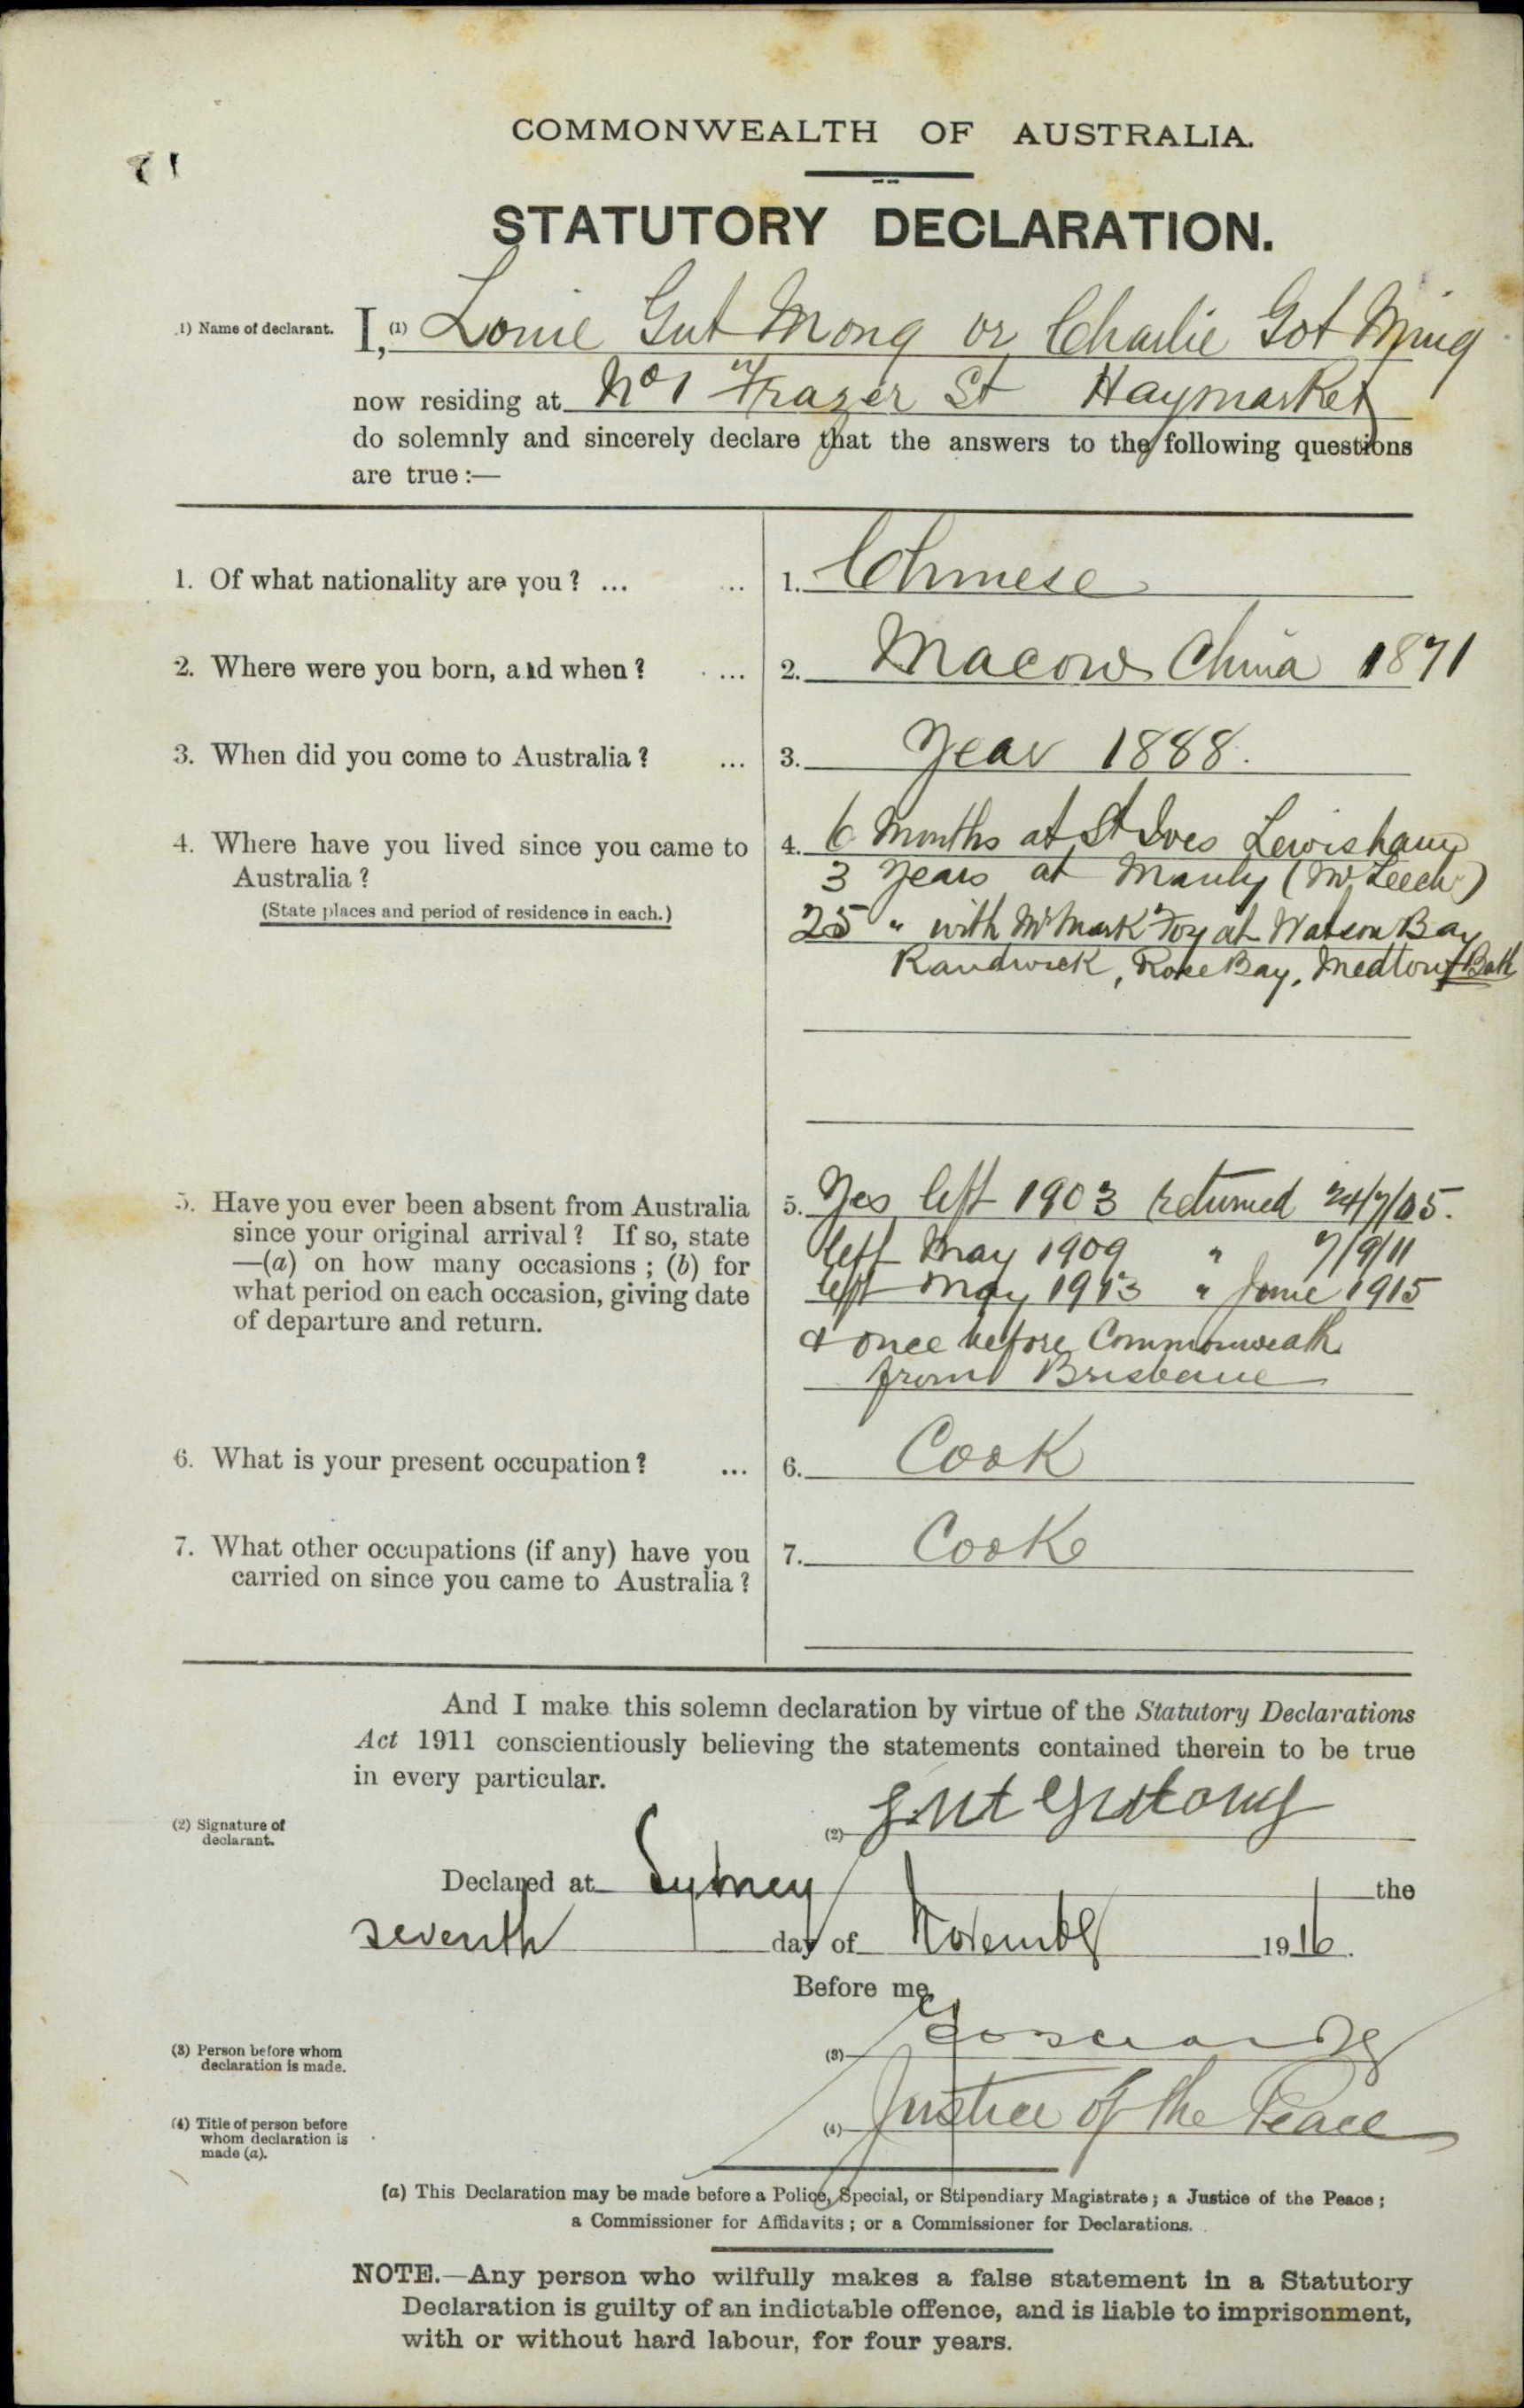 COMMONWEALTH OF AUSTRALIA.
STATUTORY DECLARATION.
1) Name of declarant.
I, (1) Louie Gut Mong or Charlie Got Ming
now residing at No 1 Frazer St Haymarket
do solemnly and sincerely declare that the answers to the following questions
are true :—
1. Of what nationality are you ? ... ...
1. Chinese
2. Where were you born, and when ? ...
2. Macow China 1871
3. When did you come to Australia ? ...
3. Year 1888.
4. Where have you lived since you came to
Australia ?
(State places and period of residence in each.)
4. 6 Months at St Ives Lewisham
3 Years at Manly (Mr Leech)
25 " with Mr Mark Foy at Watson Bay
Randwick, Rose Bay, Medlow Bath
5. Have you ever been absent from Australia
since your original arrival ? If so, state
—(a) on how many occasions ; (b) for
what period on each occasion, giving date
of departure and return.
5. Yes left 1903 returned 24/7/05.
left May 1909 " 7/9/11
left May 1913 " June 1915
& once before Commonweath
from Brisbane
6. What is your present occupation ? ...
6. Cook
7. What other occupations (if any) have you
carried on since you came to Australia ?
7. Cook
And I make this solemn declaration by virtue of the Statutory Declarations
Act 1911 conscientiously believing the statements contained therein to be true
in every particular.
(2) Signature of
declarant.
(2)
Declared at Sydney the
seventh day of November 1916.
Before me,
(3) Person before whom
declaration is made.
(3)
(4) Title of person before
whom declaration is
made (a).
(4) Justice of the Peace
(a) This Declaration may be made before a Police, Special, or Stipendiary Magistrate ; a Justice of the Peace ;
a Commissioner for Affidavits ; or a Commissioner for Declarations.
NOTE.—Any person who wilfully makes a false statement in a Statutory
Declaration is guilty of an indictable offence, and is liable to imprisonment,
with or without hard labour, for four years.